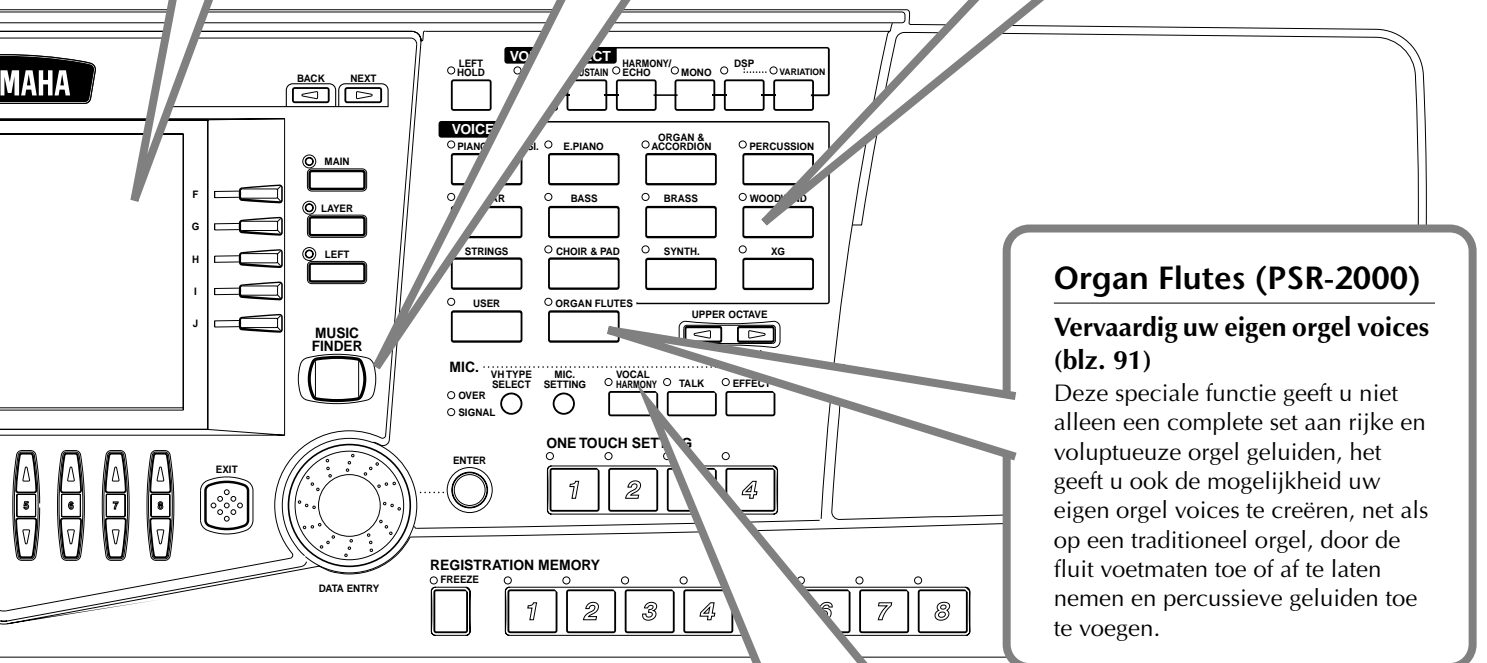 BACK NEXT
LEFT HOLD
HARMONY/ECHO
MONO
DSP
VARIATION
MAIN
LAYER
LEFT
F
G
H
I
J
MUSIC FINDER
E.PIANO
ORGAN & ACCORDION
PERCUSSION
BASS
BRASS
STRINGS
CHOIR & PAD
SYNTH.
XG
USER
ORGAN FLUTES
UPPER OCTAVE
MIC.
OVER
SIGNAL
VH TYPE SELECT
MIC. SETTING
VOCAL HARMONY
TALK
EFFECT
ONE TOUCH SETTING
1 2 4
ENTER
EXIT
5 6 7 8
DATA ENTRY
REGISTRATION MEMORY
FREEZE
1 2 3 4 6 7 8
Organ Flutes (PSR-2000)
Vervaardig uw eigen orgel voices
(blz. 91)
Deze speciale functie geeft u niet
alleen een complete set aan rijke en
voluptueuze orgel geluiden, het
geeft u ook de mogelijkheid uw
eigen orgel voices te creëren, net als
op een traditioneel orgel, door de
fluit voetmaten toe of af te laten
nemen en percussieve geluiden toe
te voegen.